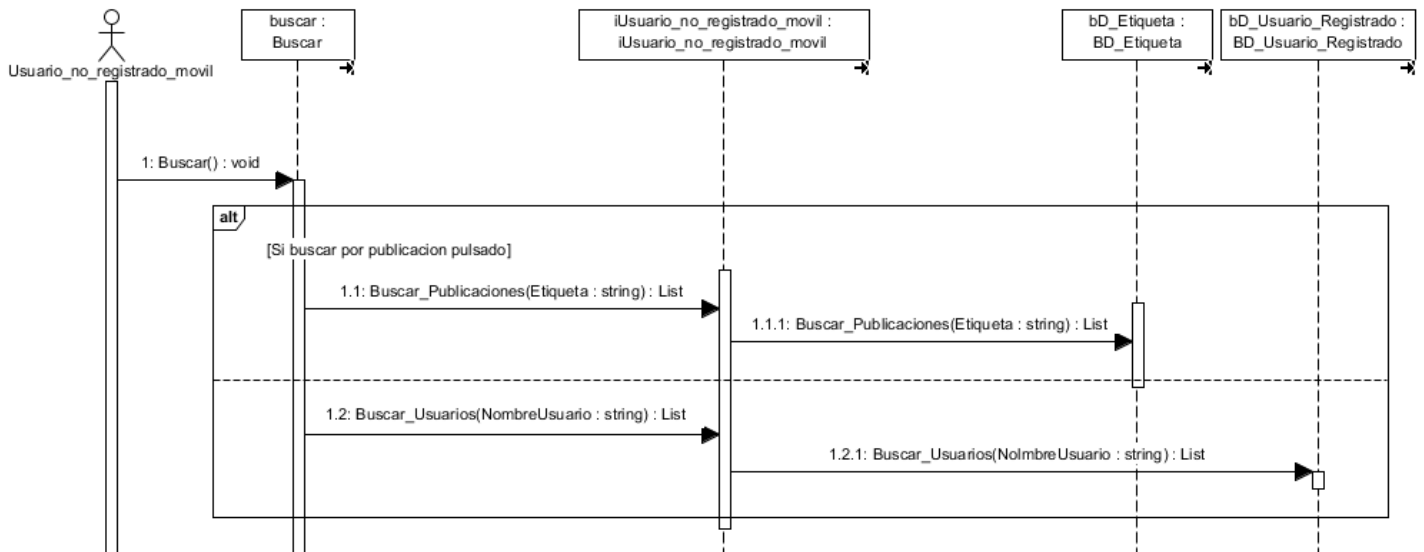 buscar :
Buscar
iUsuario_no_registrado_movil :
iUsuario_no_registrado_movil
bD_Etiqueta :
BD_Etiqueta
bD_Usuario_Registrado :
BD_Usuario_Registrado
Usuario_no_registrado_movil
1: Buscar() : void
alt
[Si buscar por publicacion pulsado]
1.1: Buscar_Publicaciones(Etiqueta : string) : List
1.1.1: Buscar_Publicaciones(Etiqueta : string) : List
1.2: Buscar_Usuarios(NombreUsuario : string) : List
1.2.1: Buscar_Usuarios(NolmbreUsuario : string) : List